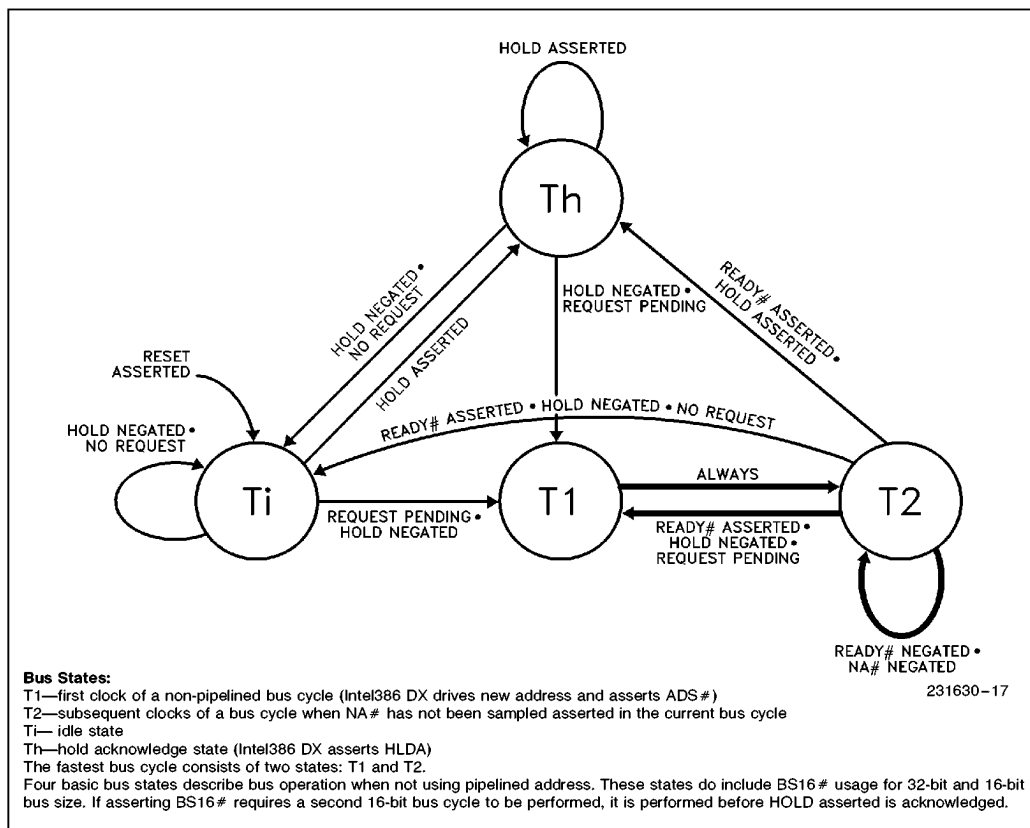 HOLD ASSERTED
Th
HOLD NEGATED •
NO REQUEST
HOLD ASSERTED
HOLD NEGATED •
REQUEST PENDING
READY# ASSERTED •
HOLD ASSERTED
RESET
ASSERTED
HOLD NEGATED •
NO REQUEST
READY# ASSERTED • HOLD NEGATED • NO REQUEST
Ti
REQUEST PENDING •
HOLD NEGATED
T1
ALWAYS
READY# ASSERTED •
HOLD NEGATED •
REQUEST PENDING
T2
READY# NEGATED •
NA# NEGATED
231630-17
Bus States:
T1—first clock of a non-pipelined bus cycle (Intel386 DX drives new address and asserts ADS#)
T2—subsequent clocks of a bus cycle when NA# has not been sampled asserted in the current bus cycle
Ti— idle state
Th—hold acknowledge state (Intel386 DX asserts HLDA)
The fastest bus cycle consists of two states: T1 and T2.
Four basic bus states describe bus operation when not using pipelined address. These states do include BS16# usage for 32-bit and 16-bit
bus size. If asserting BS16# requires a second 16-bit bus cycle to be performed, it is performed before HOLD asserted is acknowledged.